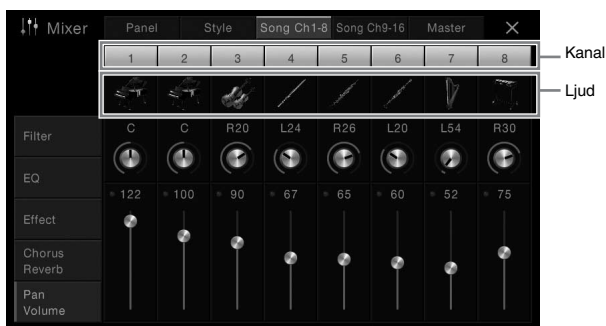 Mixer
Panel Style Song Ch1-8 Song Ch9-16 Master
1 2 3 4 5 6 7 8
Kanal
Ljud
C C R20 L24 R26 L20 L54 R30
122 100 90 67 65 60 52 75
Filter
EQ
Effect
Chorus
Reverb
Pan
Volume